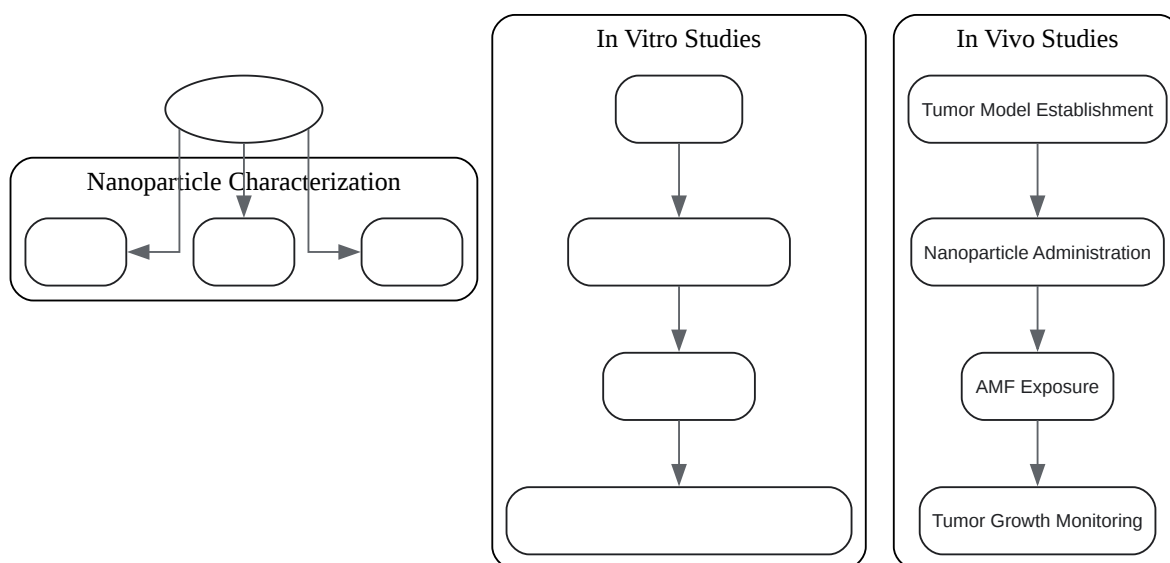 Nanoparticle Characterization
In Vitro Studies
In Vivo Studies
Tumor Model Establishment
Nanoparticle Administration
AMF Exposure
Tumor Growth Monitoring